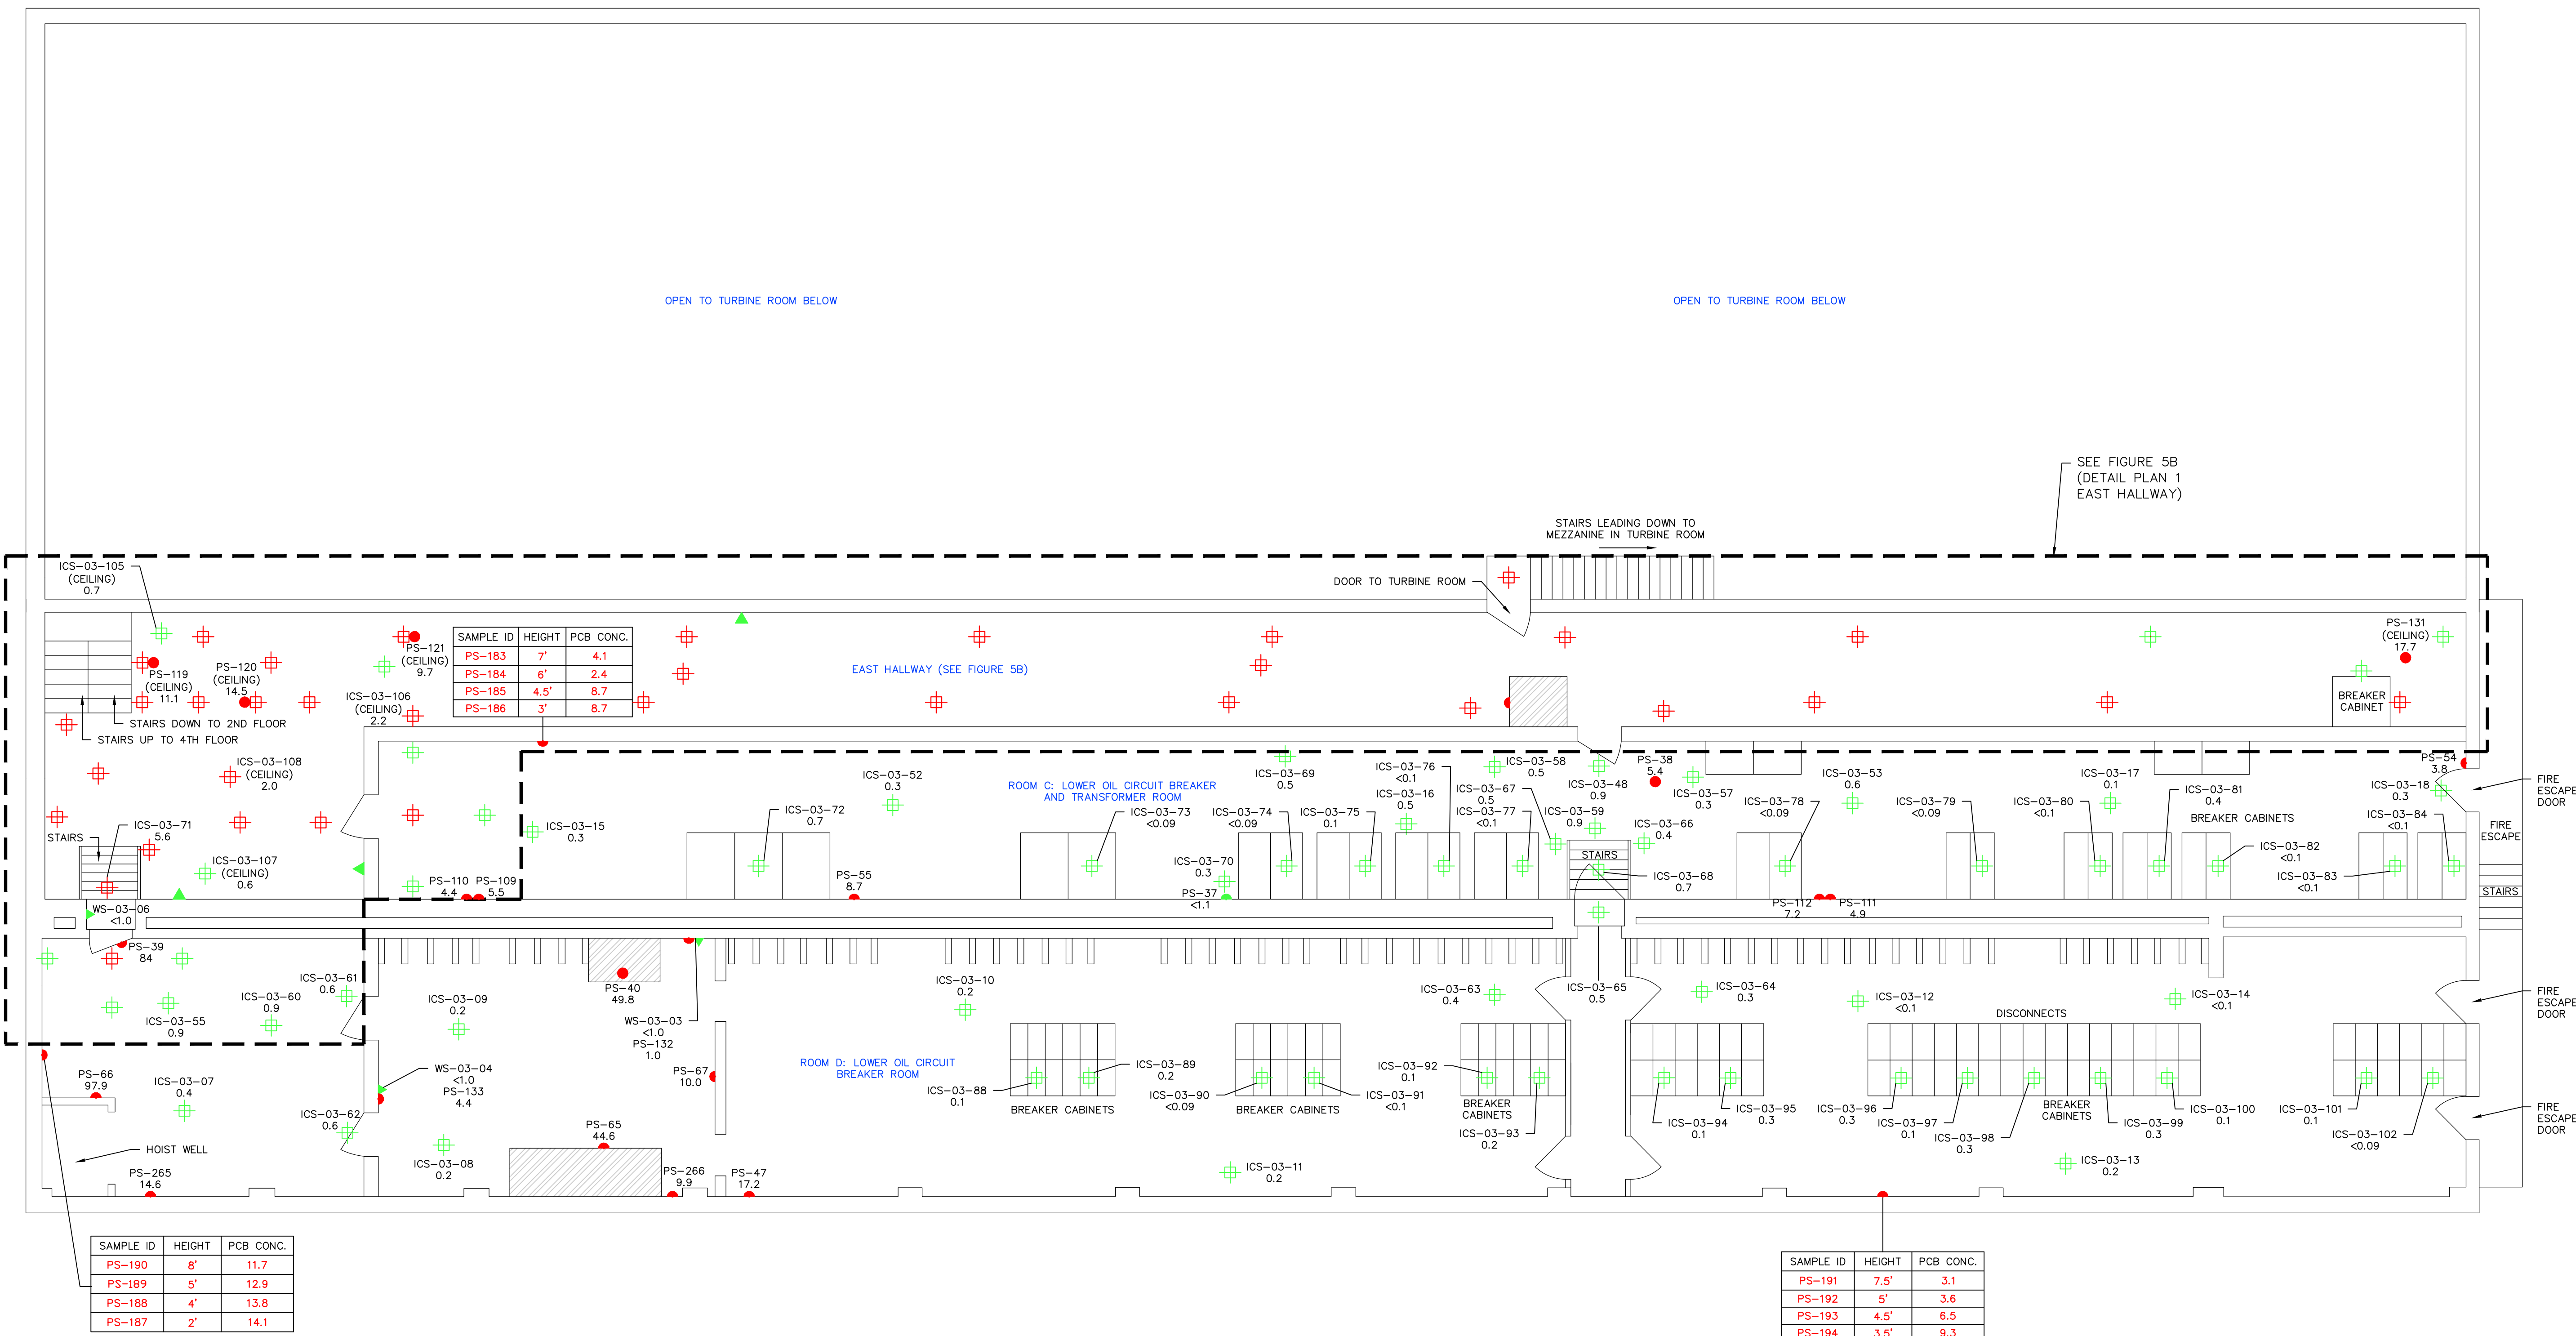 OPEN TO TURBINE ROOM BELOW
OPEN TO TURBINE ROOM BELOW
SEE FIGURE 5B
(DETAIL PLAN 1
EAST HALLWAY)
STAIRS LEADING DOWN TO
MEZZANINE IN TURBINE ROOM
DOOR TO TURBINE ROOM
ICS-03-105
(CEILING)
0.7
PS-119
(CEILING)
11.1
PS-120
(CEILING)
14.5
STAIRS DOWN TO 2ND FLOOR
STAIRS UP TO 4TH FLOOR
ICS-03-106
(CEILING)
2.2
PS-121
(CEILING)
9.7
SAMPLE ID HEIGHT PCB CONC.
PS-183 7' 4.1
PS-184 6' 2.4
PS-185 4.5' 8.7
PS-186 3' 8.7
EAST HALLWAY (SEE FIGURE 5B)
PS-131
(CEILING)
17.7
BREAKER
CABINET
ICS-03-108
(CEILING)
2.0
STAIRS
ICS-03-71
5.6
ICS-03-107
(CEILING)
0.6
ICS-03-15
0.3
PS-110
4.4
PS-109
5.5
ICS-03-72
0.7
ICS-03-52
0.3
PS-55
8.7
ROOM C: LOWER OIL CIRCUIT BREAKER
AND TRANSFORMER ROOM
ICS-03-73
<0.09
ICS-03-74
<0.09
ICS-03-69
0.5
ICS-03-75
0.1
ICS-03-70
0.3
PS-37
<1.1
ICS-03-76
<0.1
ICS-03-16
0.5
ICS-03-67
0.5
ICS-03-77
<0.1
ICS-03-58
0.5
ICS-03-48
0.9
ICS-03-59
0.9
PS-38
5.4
ICS-03-57
0.3
ICS-03-66
0.4
STAIRS
ICS-03-68
0.7
ICS-03-78
<0.09
ICS-03-53
0.6
PS-112
7.2
PS-111
4.9
ICS-03-79
<0.09
ICS-03-80
<0.1
ICS-03-17
0.1
ICS-03-81
0.4
BREAKER CABINETS
ICS-03-82
<0.1
ICS-03-83
<0.1
ICS-03-84
<0.1
ICS-03-18
0.3
PS-54
3.8
FIRE
ESCAPE
DOOR
FIRE
ESCAPE
STAIRS
WS-03-06
<1.0
PS-39
84
ICS-03-55
0.9
ICS-03-60
0.9
ICS-03-61
0.6
ICS-03-09
0.2
PS-40
49.8
WS-03-03
<1.0
PS-132
1.0
ICS-03-10
0.2
ICS-03-63
0.4
ICS-03-65
0.5
ICS-03-64
0.3
ICS-03-12
<0.1
DISCONNECTS
ICS-03-14
<0.1
FIRE
ESCAPE
DOOR
PS-66
97.9
ICS-03-07
0.4
ICS-03-62
0.6
WS-03-04
<1.0
PS-133
4.4
PS-67
10.0
ROOM D: LOWER OIL CIRCUIT
BREAKER ROOM
ICS-03-88
0.1
ICS-03-89
0.2
BREAKER CABINETS
ICS-03-90
<0.09
BREAKER CABINETS
ICS-03-91
<0.1
ICS-03-92
0.1
BREAKER
CABINETS
ICS-03-93
0.2
ICS-03-94
0.1
ICS-03-95
0.3
ICS-03-96
0.3
ICS-03-97
0.1
ICS-03-98
0.3
BREAKER
CABINETS
ICS-03-99
0.3
ICS-03-100
0.1
ICS-03-101
0.1
ICS-03-102
<0.09
FIRE
ESCAPE
DOOR
HOIST WELL
PS-265
14.6
ICS-03-08
0.2
PS-65
44.6
PS-266
9.9
PS-47
17.2
ICS-03-11
0.2
ICS-03-13
0.2
SAMPLE ID HEIGHT PCB CONC.
PS-190 8' 11.7
PS-189 5' 12.9
PS-188 4' 13.8
PS-187 2' 14.1
SAMPLE ID HEIGHT PCB CONC.
PS-191 7.5' 3.1
PS-192 5' 3.6
PS-193 4.5' 6.5
PS-194 3.5' 9.3